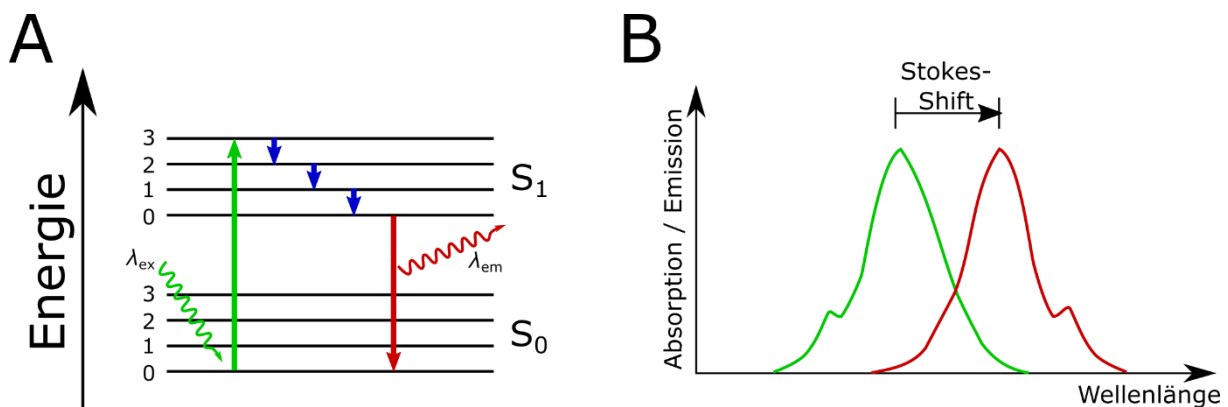 A
Energie
3
2
1
0
S1
λex
λem
3
2
1
0
S0
B
Stokes-
Shift
Absorption / Emission
Wellenlänge